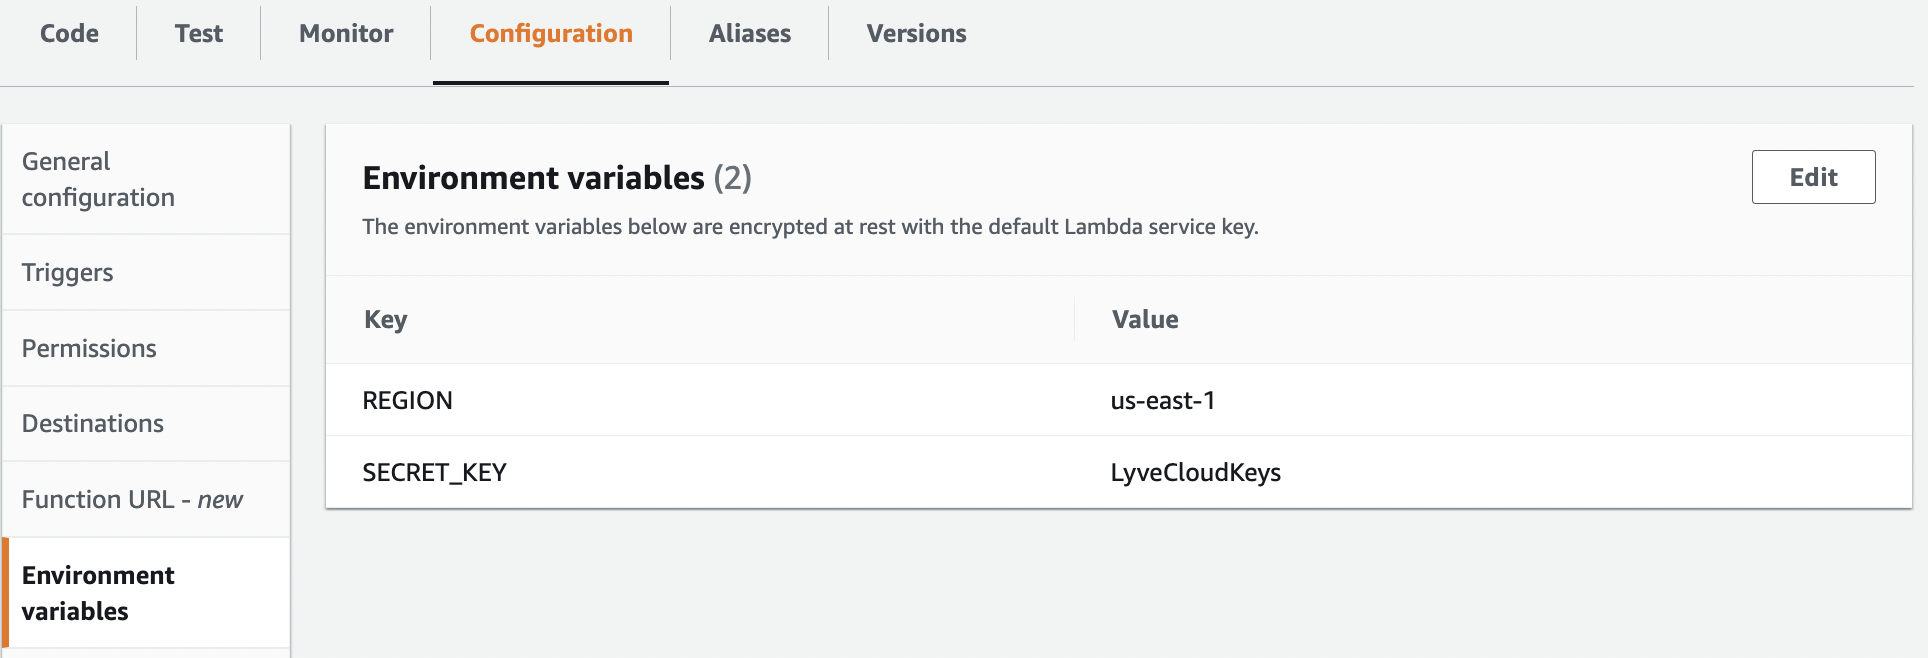 Code
Test
Monitor
Configuration
Aliases
Versions
General
configuration
Triggers
Permissions
Destinations
Function URL - new
Environment
variables
Environment variables (2)
Edit
The environment variables below are encrypted at rest with the default Lambda service key.
Key
Value
REGION
us-east-1
SECRET_KEY
LyveCloudKeys